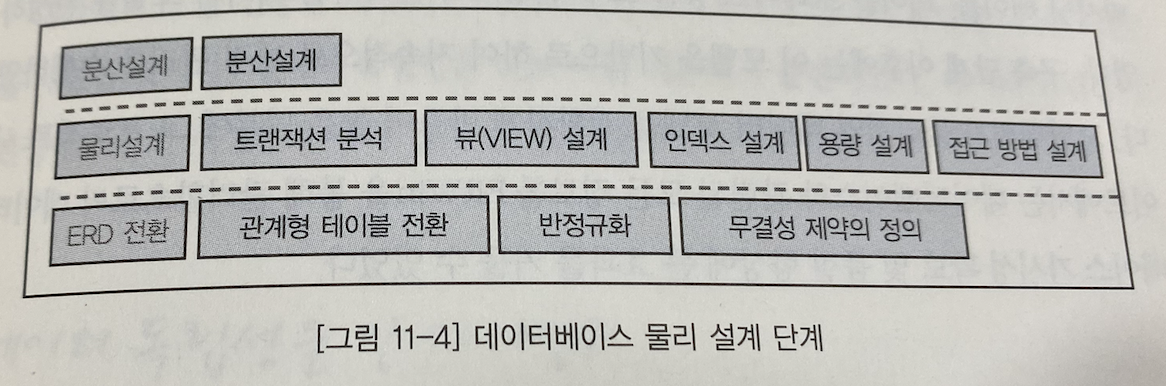 분산설계 분산설계
물리설계 트랜잭션 분석 뷰(VIEW) 설계 인덱스 설계 용량 설계 접근 방법 설계
ERD 전환 관계형 테이블 전환 반정규화 무결성 제약의 정의
[그림 11-4] 데이터베이스 물리 설계 단계